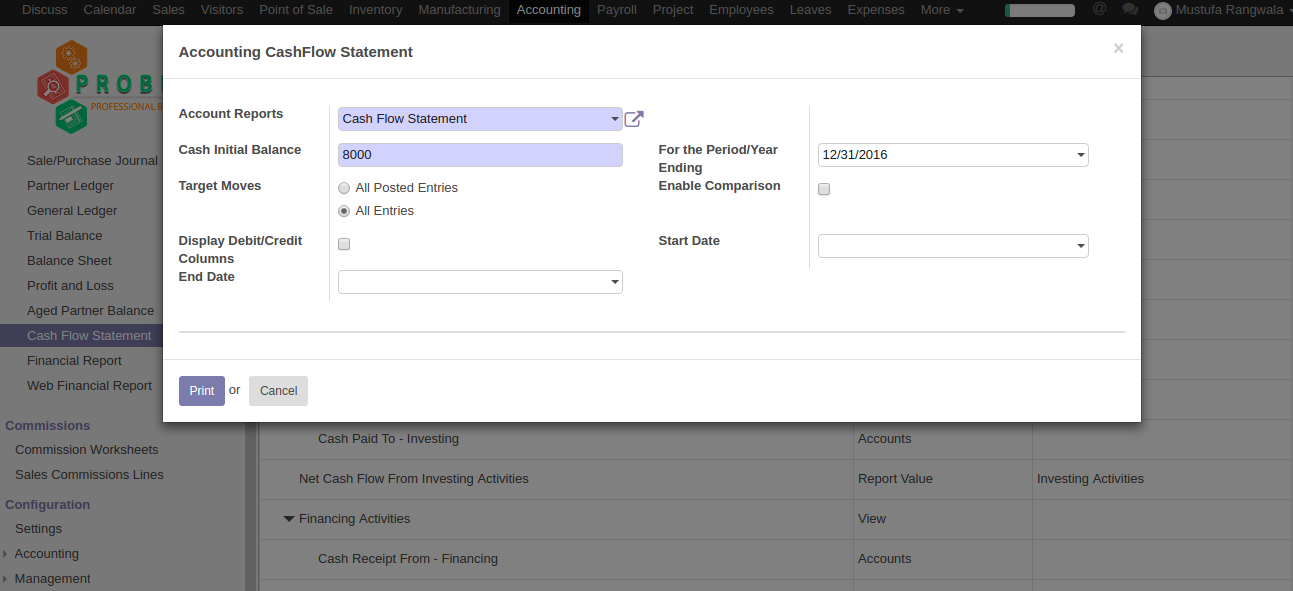 Discuss Calendar Sales Visitors Point of Sale Inventory Manufacturing Accounting Payroll Project Employees Leaves Expenses More @ Mustufa Rangwala
Accounting CashFlow Statement ×
PROB
PROFESSIONAL B
Account Reports Cash Flow Statement
Cash Initial Balance 8000 For the Period/Year Ending 12/31/2016
Target Moves All Posted Entries Enable Comparison
All Entries
Display Debit/Credit Columns Start Date
End Date
Print or Cancel
Sale/Purchase Journal
Partner Ledger
General Ledger
Trial Balance
Balance Sheet
Profit and Loss
Aged Partner Balance
Cash Flow Statement
Financial Report
Web Financial Report
Commissions
Commission Worksheets
Sales Commissions Lines
Configuration
Settings
Accounting
Management
Cash Paid To - Investing Accounts
Net Cash Flow From Investing Activities Report Value Investing Activities
Financing Activities View
Cash Receipt From - Financing Accounts